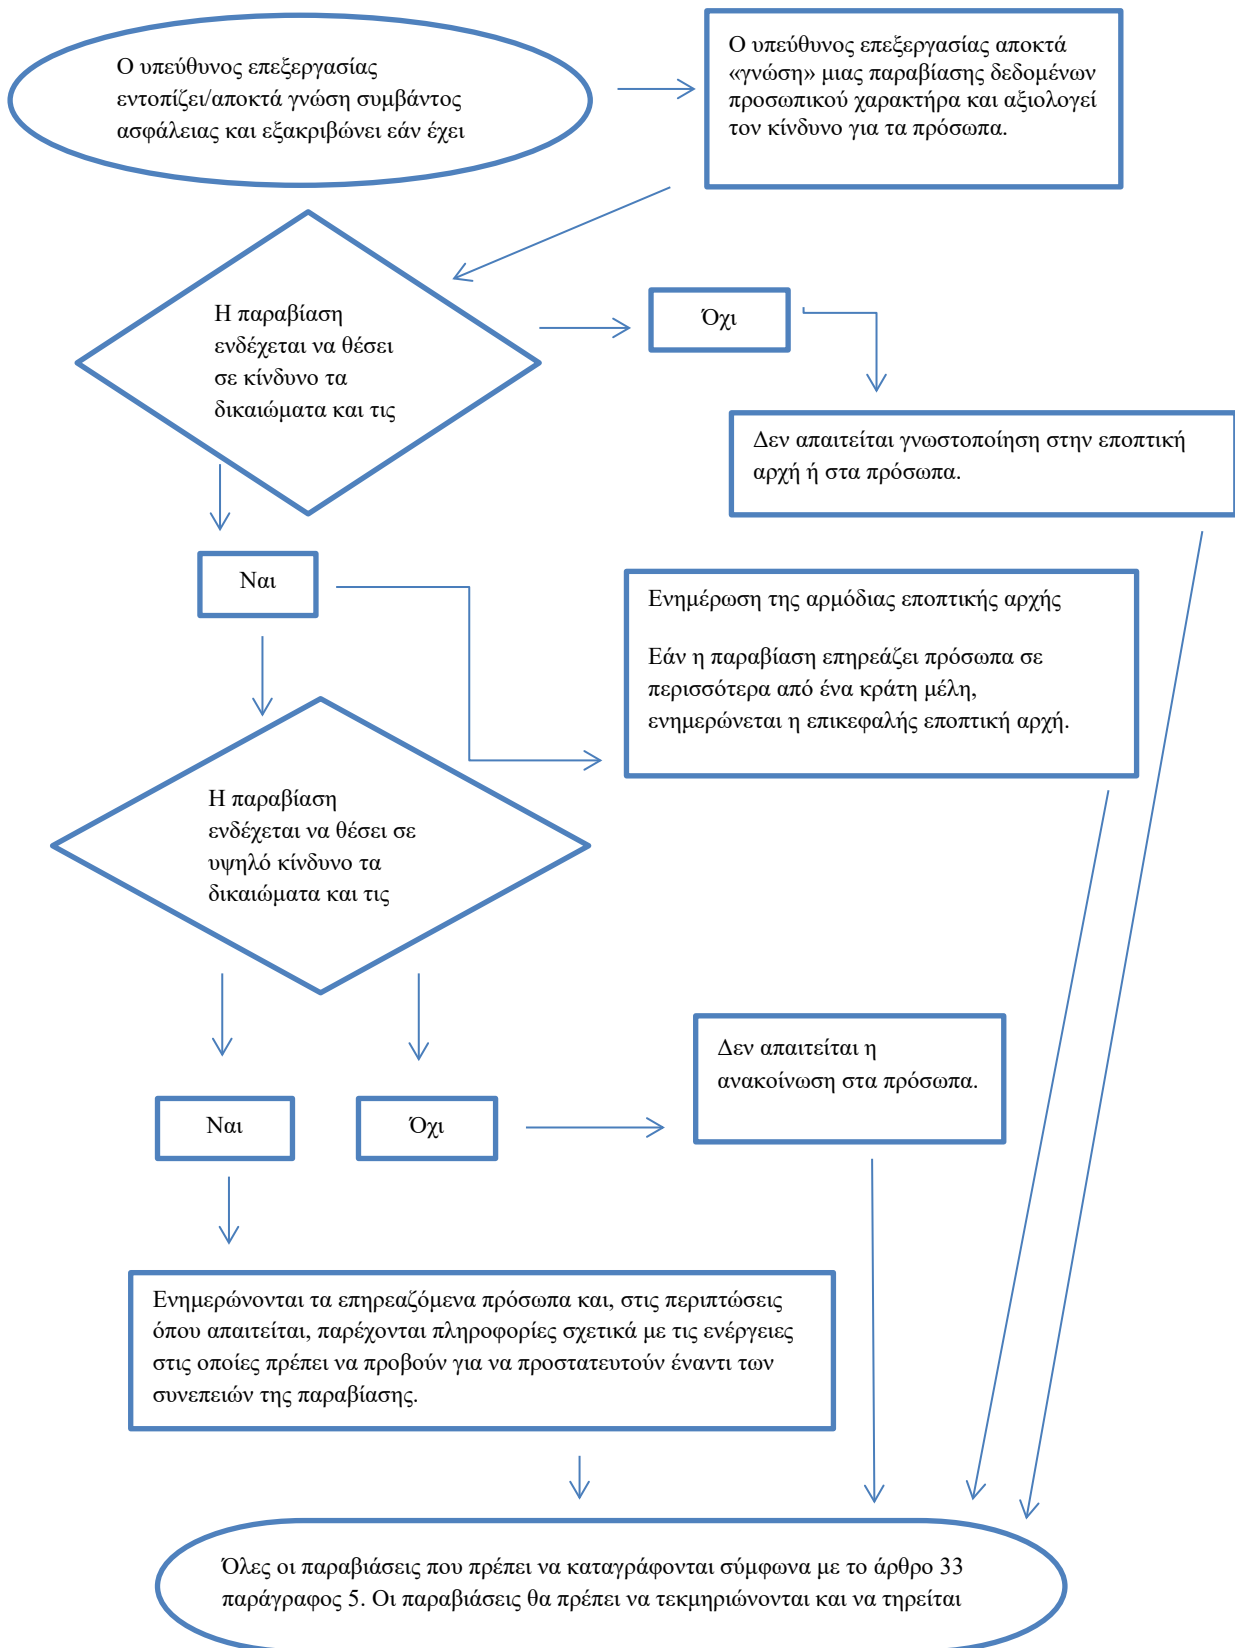 Ο υπεύθυνος επεξεργασίας
εντοπίζει/αποκτά γνώση συμβάντος
ασφάλειας και εξακριβώνει εάν έχει
Ο υπεύθυνος επεξεργασίας αποκτά
«γνώση» μιας παραβίασης δεδομένων
προσωπικού χαρακτήρα και αξιολογεί
τον κίνδυνο για τα πρόσωπα.
Η παραβίαση
ενδέχεται να θέσει
σε κίνδυνο τα
δικαιώματα και τις
Όχι
Δεν απαιτείται γνωστοποίηση στην εποπτική
αρχή ή στα πρόσωπα.
Ναι
Ενημέρωση της αρμόδιας εποπτικής αρχής
Εάν η παραβίαση επηρεάζει πρόσωπα σε
περισσότερα από ένα κράτη μέλη,
ενημερώνεται η επικεφαλής εποπτική αρχή.
Η παραβίαση
ενδέχεται να θέσει σε
υψηλό κίνδυνο τα
δικαιώματα και τις
Δεν απαιτείται η
ανακοίνωση στα πρόσωπα.
Ναι
Όχι
Ενημερώνονται τα επηρεαζόμενα πρόσωπα και, στις περιπτώσεις
όπου απαιτείται, παρέχονται πληροφορίες σχετικά με τις ενέργειες
στις οποίες πρέπει να προβούν για να προστατευτούν έναντι των
συνεπειών της παραβίασης.
Όλες οι παραβιάσεις που πρέπει να καταγράφονται σύμφωνα με το άρθρο 33
παράγραφος 5. Οι παραβιάσεις θα πρέπει να τεκμηριώνονται και να τηρείται